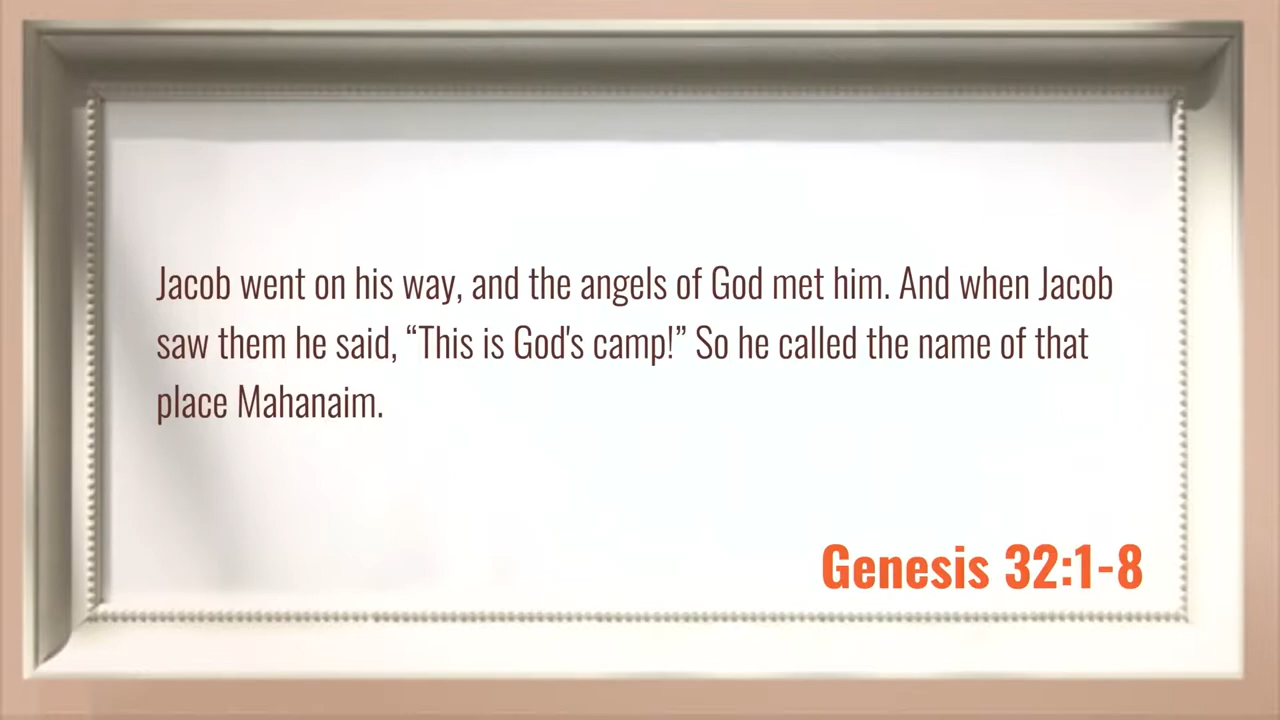 Jacob went on his way, and the angels of God met him. And when Jacob
saw them he said, “This is God's camp!” So he called the name of that
place Mahanaim.
Genesis 32:1-8